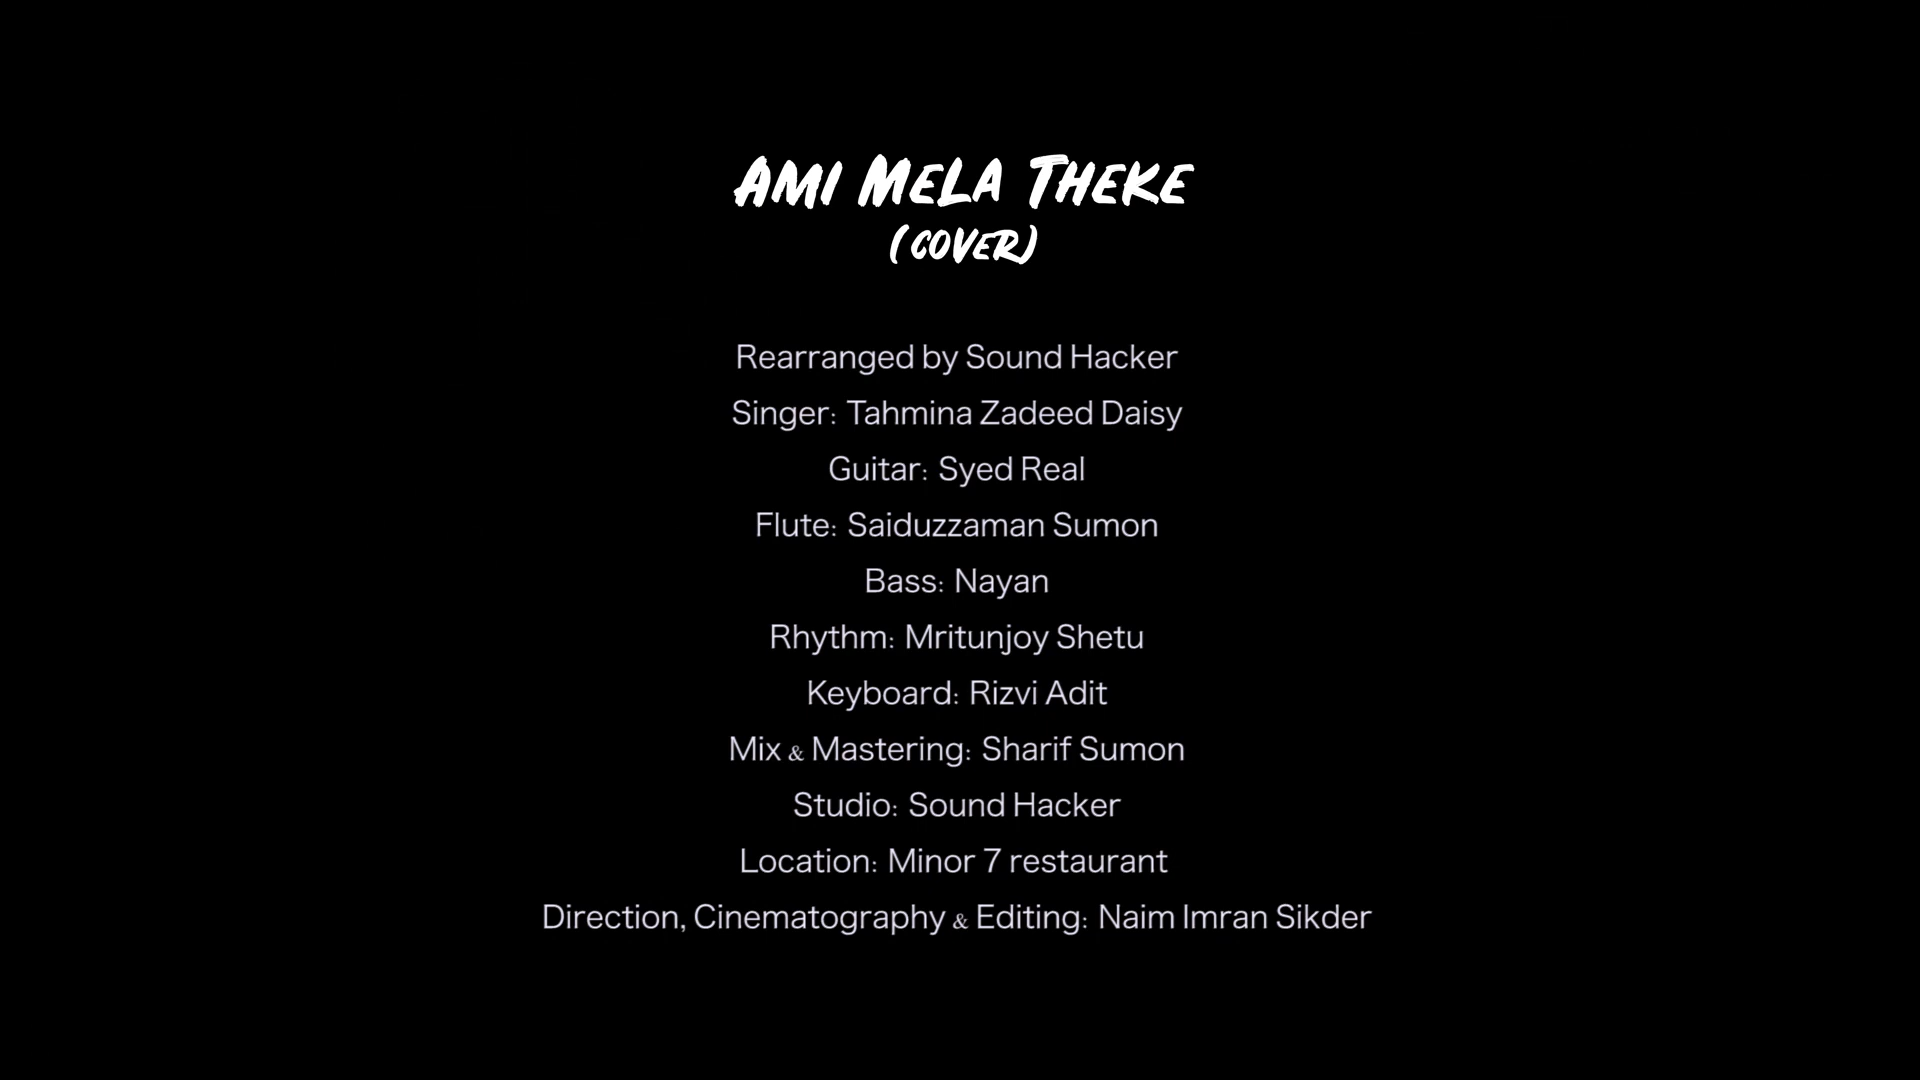 AMI MELA THEKE
(COVER)
Rearranged by Sound Hacker
Singer: Tahmina Zadeed Daisy
Guitar: Syed Real
Flute: Saiduzzaman Sumon
Bass: Nayan
Rhythm: Mritunjoy Shetu
Keyboard: Rizvi Adit
Mix & Mastering: Sharif Sumon
Studio: Sound Hacker
Location: Minor 7 restaurant
Direction, Cinematography & Editing: Naim Imran Sikder